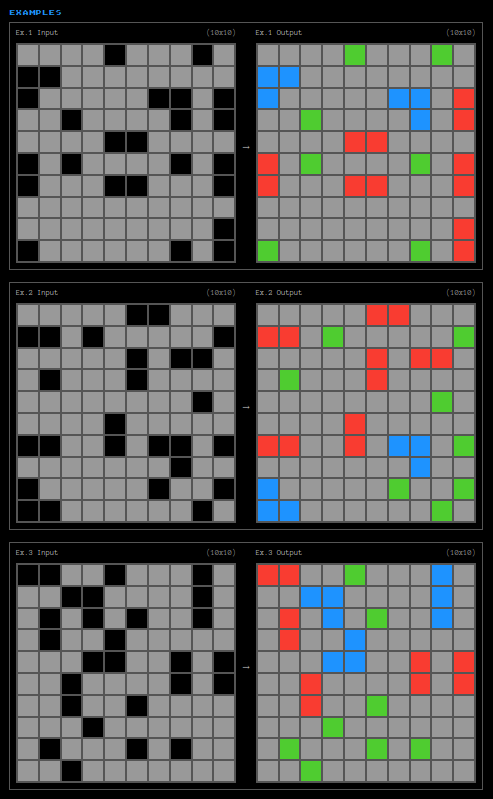 EXAMPLES
Ex.1 Input (10x10) Ex.1 Output (10x10)
→
Ex.2 Input (10x10) Ex.2 Output (10x10)
→
Ex.3 Input (10x10) Ex.3 Output (10x10)
→